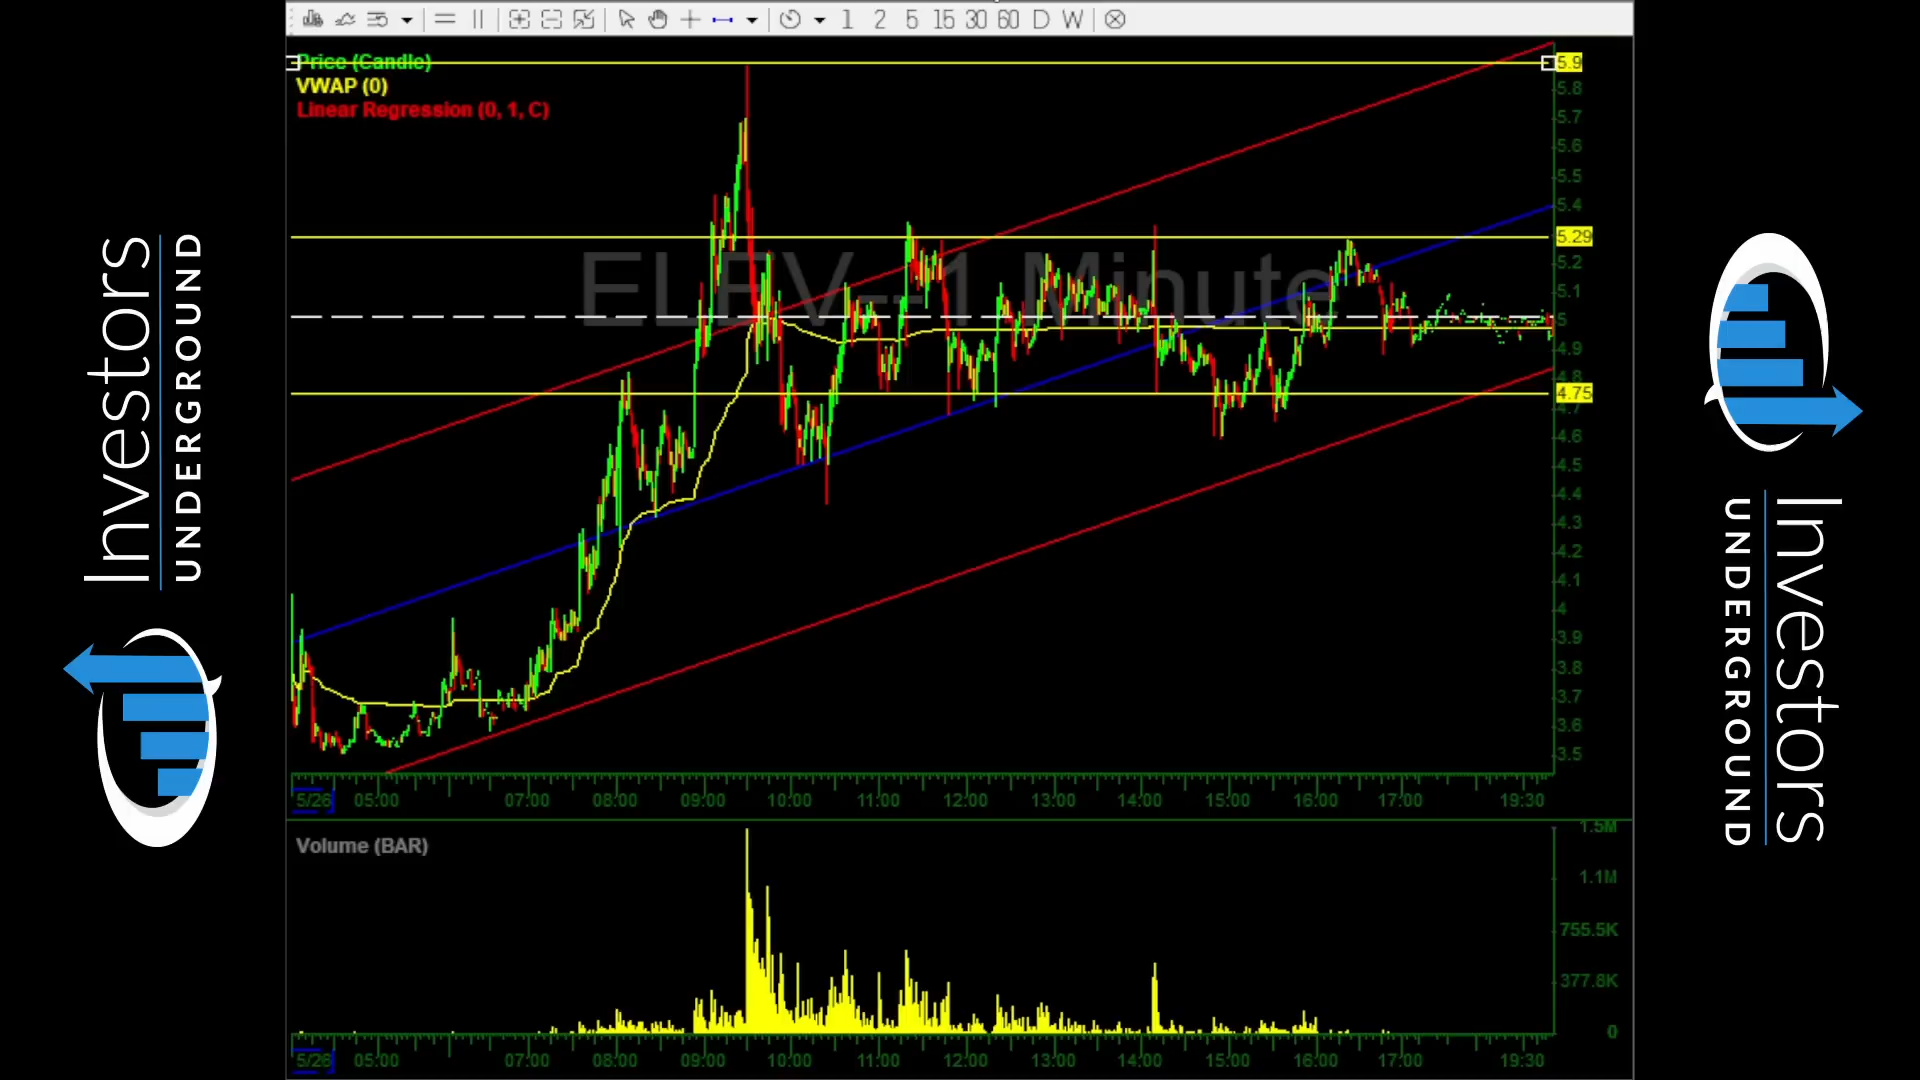 1 2 5 15 30 60 D W
Price (Candle)
VWAP (0)
Linear Regression (0, 1, C)
ELEV--1 Minute
5.9
5.8
5.7
5.6
5.5
5.4
5.29
5.2
5.1
5
4.9
4.8
4.75
4.7
4.6
4.5
4.4
4.3
4.2
4.1
4
3.9
3.8
3.7
3.6
3.5
5/26 05:00 07:00 08:00 09:00 10:00 11:00 12:00 13:00 14:00 15:00 16:00 17:00 19:30
Volume (BAR)
1.5M
1.1M
755.5K
377.8K
0
5/26 05:00 07:00 08:00 09:00 10:00 11:00 12:00 13:00 14:00 15:00 16:00 17:00 19:30
Investors
UNDERGROUND
Investors
UNDERGROUND